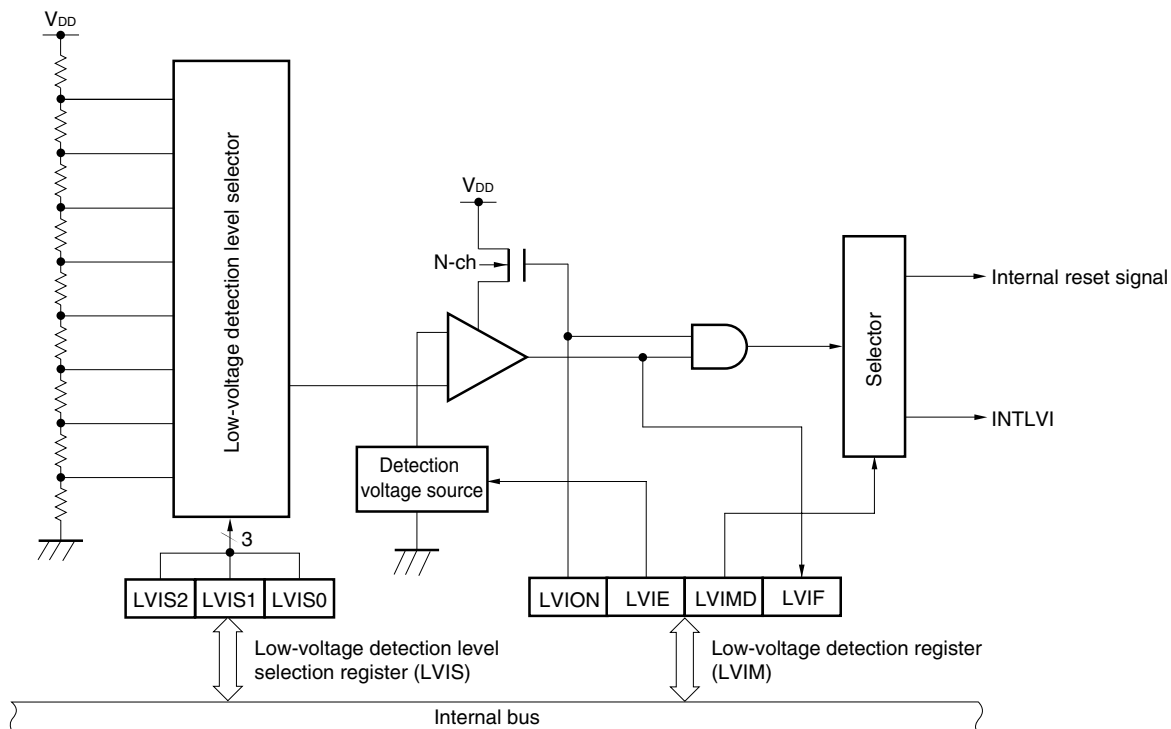 VDD
Low-voltage detection level selector
VDD
N-ch
Selector
Internal reset signal
INTLVI
Detection
voltage source
3
LVIS2 LVIS1 LVIS0
LVION LVIE LVIMD LVIF
Low-voltage detection level
selection register (LVIS)
Low-voltage detection register
(LVIM)
Internal bus